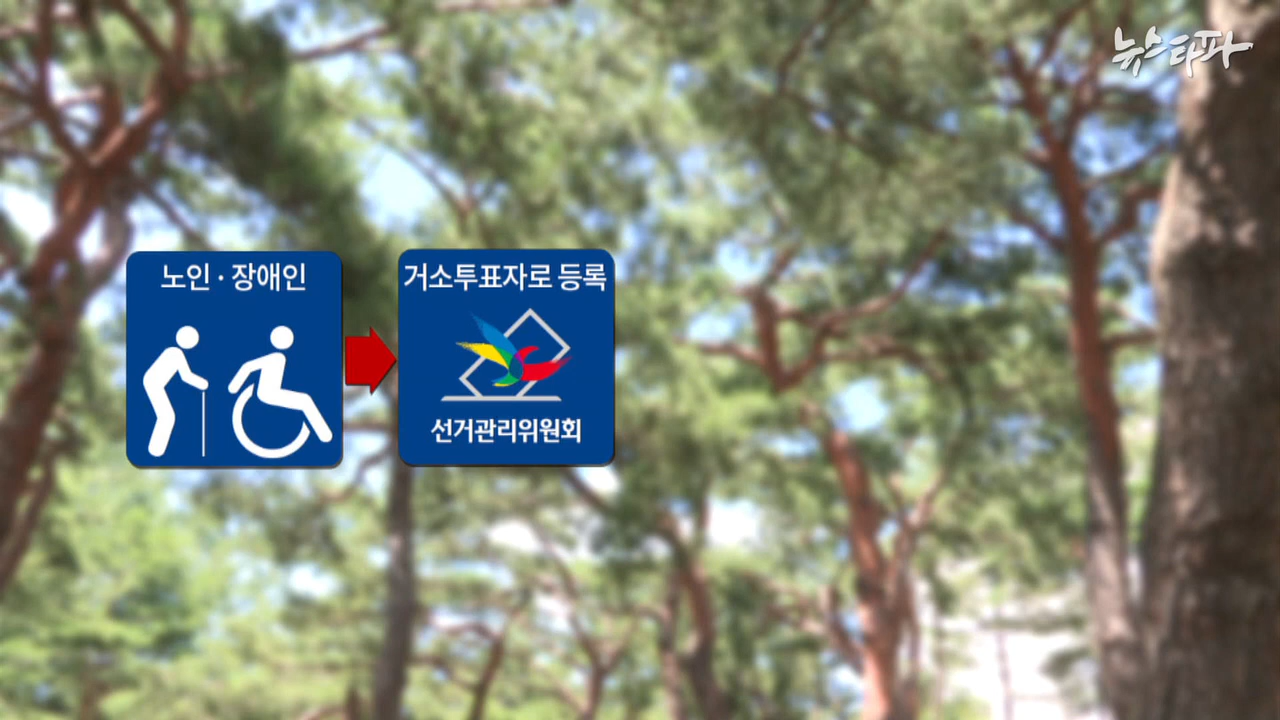 뉴스타파
노인·장애인
거소투표자로 등록
선거관리위원회